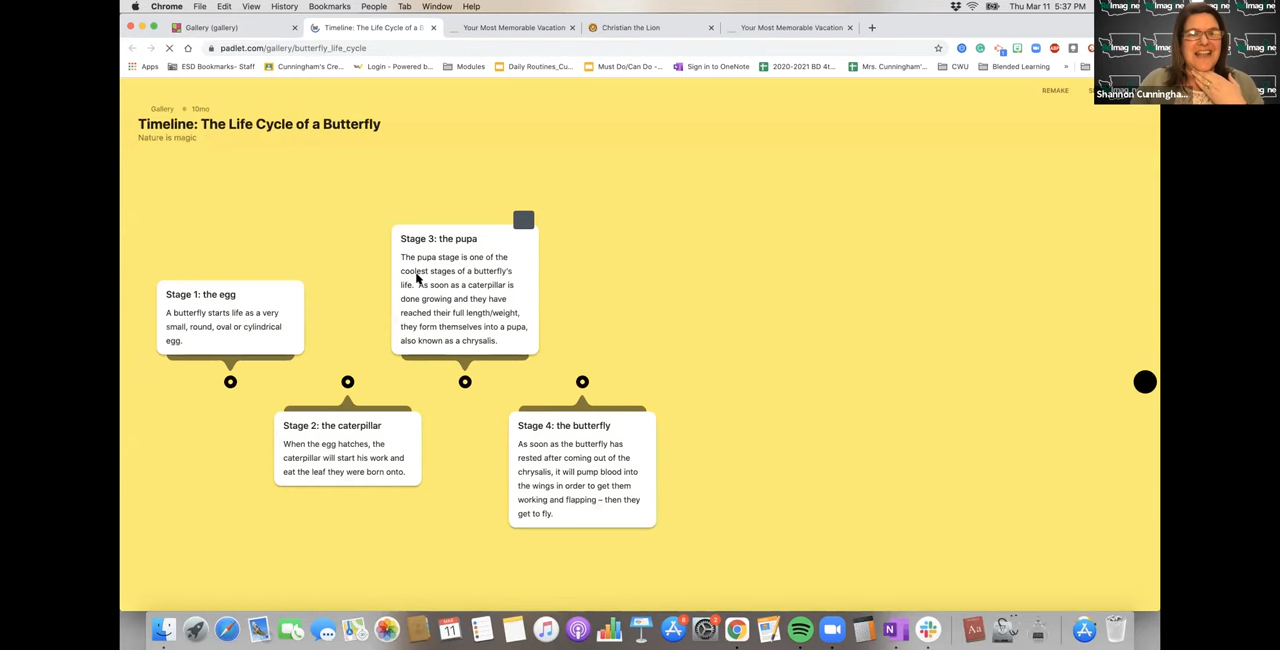 Chrome File Edit View History Bookmarks People Tab Window Help
Thu Mar 11 5:37 PM
Gallery (gallery)
Timeline: The Life Cycle of a B
Your Most Memorable Vacation
Christian the Lion
Your Most Memorable Vacation
padlet.com/gallery/butterfly_life_cycle
Apps
ESD Bookmarks- Staff
Cunningham's Cre...
Login - Powered b...
Modules
Daily Routines_Cu...
Must Do/Can Do -...
Sign in to OneNote
2020-2021 BD 4t...
Mrs. Cunningham'...
CWU
Blended Learning
Shannon Cunningha...
REMAKE
Gallery 10mo
Timeline: The Life Cycle of a Butterfly
Nature is magic
Stage 1: the egg
A butterfly starts life as a very
small, round, oval or cylindrical
egg.
Stage 2: the caterpillar
When the egg hatches, the
caterpillar will start his work and
eat the leaf they were born onto.
Stage 3: the pupa
The pupa stage is one of the
coolest stages of a butterfly's
life. As soon as a caterpillar is
done growing and they have
reached their full length/weight,
they form themselves into a pupa,
also known as a chrysalis.
Stage 4: the butterfly
As soon as the butterfly has
rested after coming out of the
chrysalis, it will pump blood into
the wings in order to get them
working and flapping – then they
get to fly.